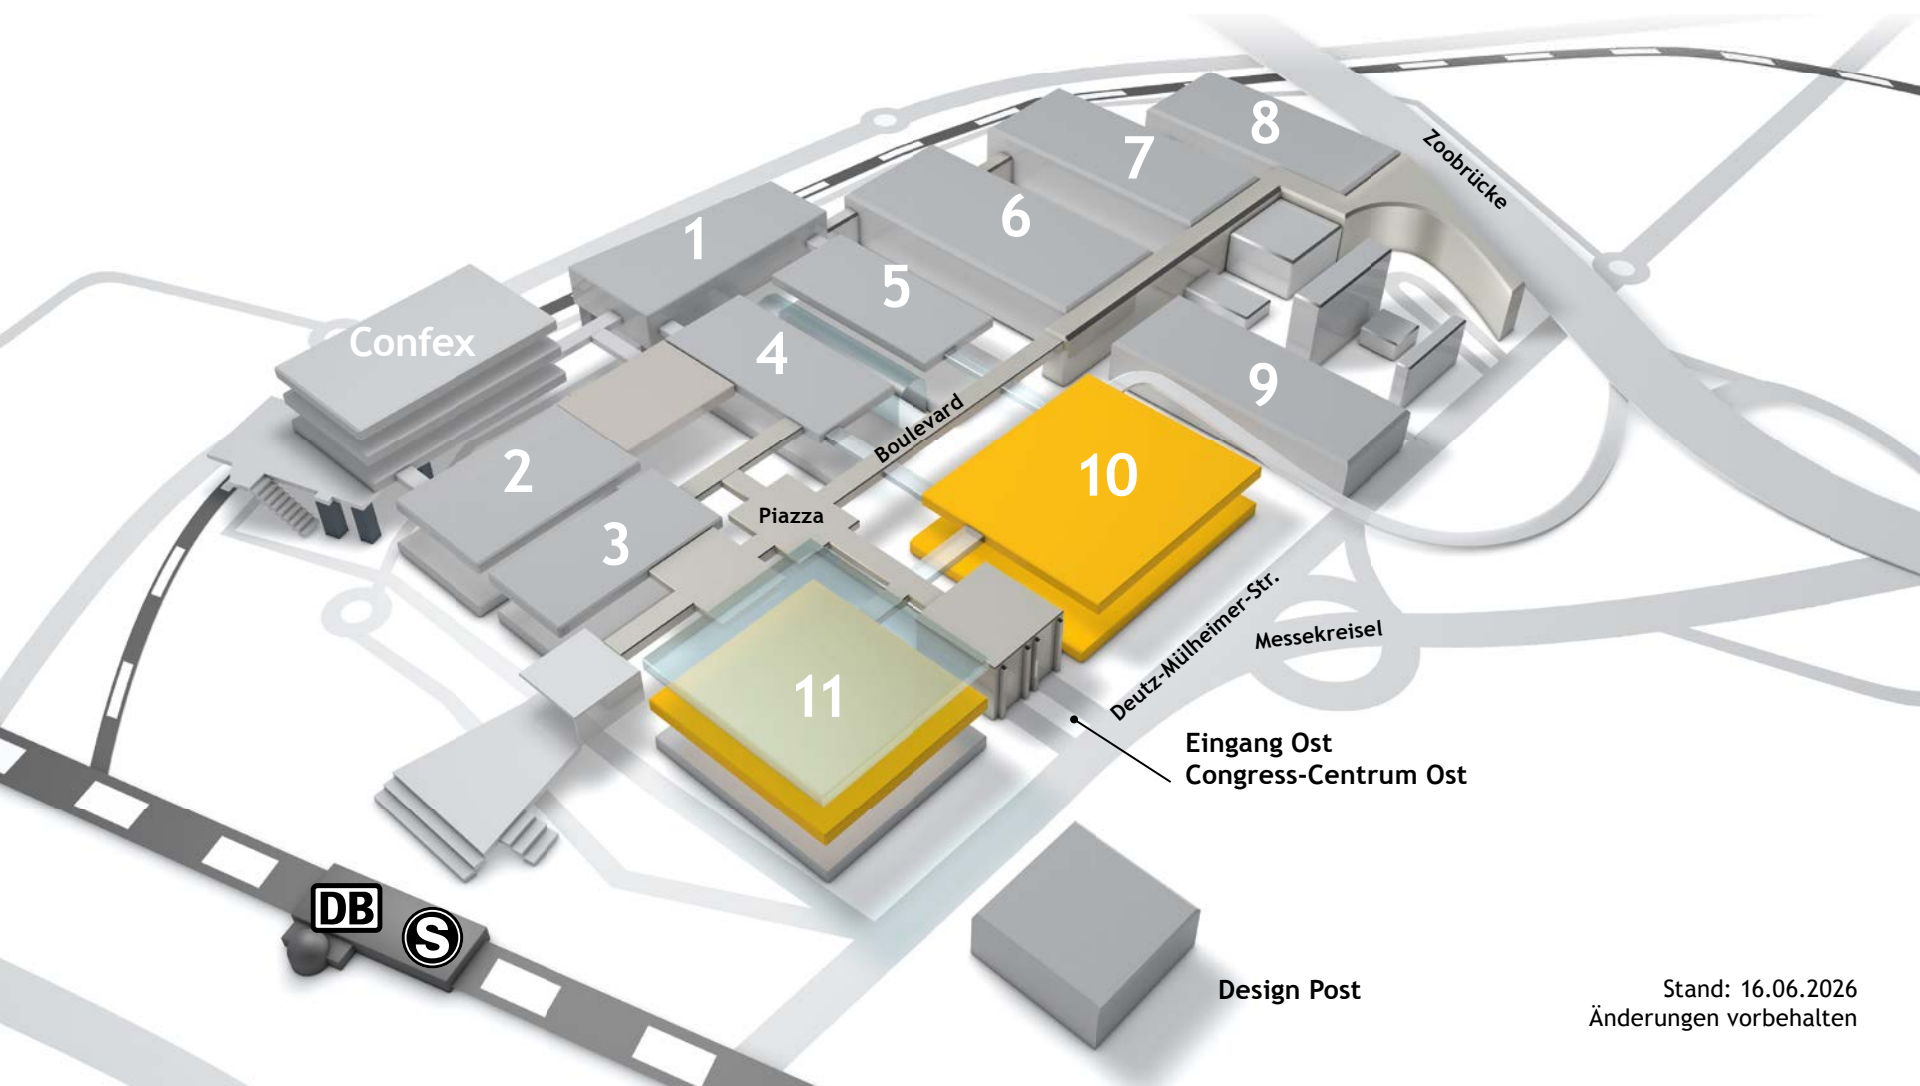 8
Zoobrücke
7
6
1
5
Confex
4
9
Boulevard
2
10
Piazza
3
Deutz-Mülheimer-Str.
Messekreisel
11
Eingang Ost
Congress-Centrum Ost
DB
S
Design Post
Stand: 16.06.2026
Änderungen vorbehalten